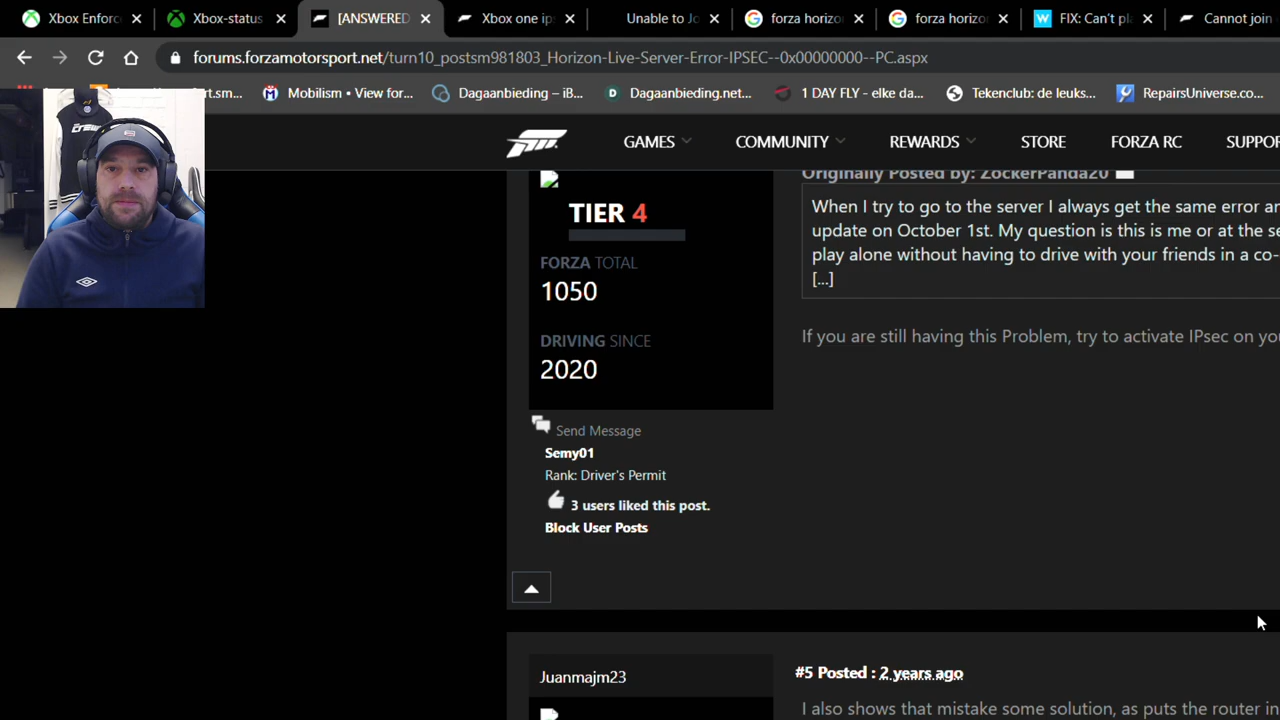 Xbox Enforc
Xbox-status
[ANSWERED
Xbox one ips
Unable to Jo
forza horizo
forza horizo
FIX: Can't pl
Cannot join
forums.forzamotorsport.net/turn10_postsm981803_Horizon-Live-Server-Error-IPSEC--0x00000000--PC.aspx
rt.sm...
Mobilism • View for...
Dagaanbieding – iB...
Dagaanbieding.net...
1 DAY FLY - elke da...
Tekenclub: de leuks...
RepairsUniverse.co...
GAMES
COMMUNITY
REWARDS
STORE
FORZA RC
SUPPOR
Originally Posted by: ZockerPanda20
TIER 4
When I try to go to the server I always get the same error an
update on October 1st. My question is this is me or at the se
play alone without having to drive with your friends in a co-
[...]
FORZA TOTAL
1050
If you are still having this Problem, try to activate IPsec on yo
DRIVING SINCE
2020
Send Message
Semy01
Rank: Driver's Permit
3 users liked this post.
Block User Posts
Juanmajm23
#5 Posted : 2 years ago
I also shows that mistake some solution, as puts the router in